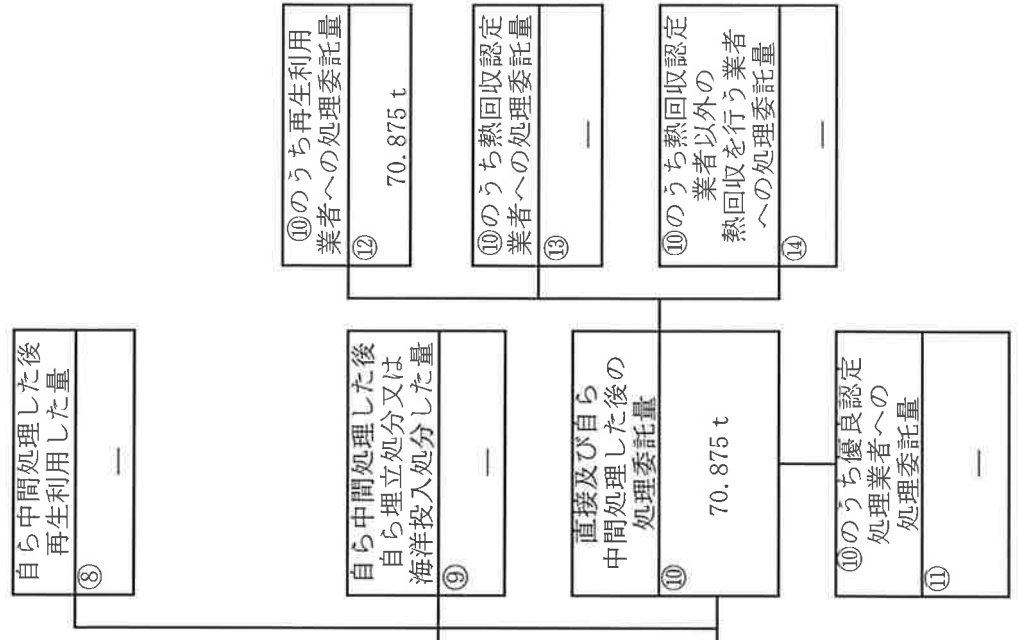 自ら中間処理した後
再生利用した量
⑧
—
自ら中間処理した後
自ら埋立処分又は
海洋投入処分した量
⑨
—
直接及び自ら
中間処理した後の
処理委託量
⑩
70.875t
⑩のうち優良認定
処理業者への
処理委託量
⑪
—
⑩のうち再生利用
業者への処理委託量
⑫
70.875t
⑩のうち熱回収認定
業者への処理委託量
⑬
—
⑩のうち熱回収認定
業者以外の
熱回収を行う業者
への処理委託量
⑭
—